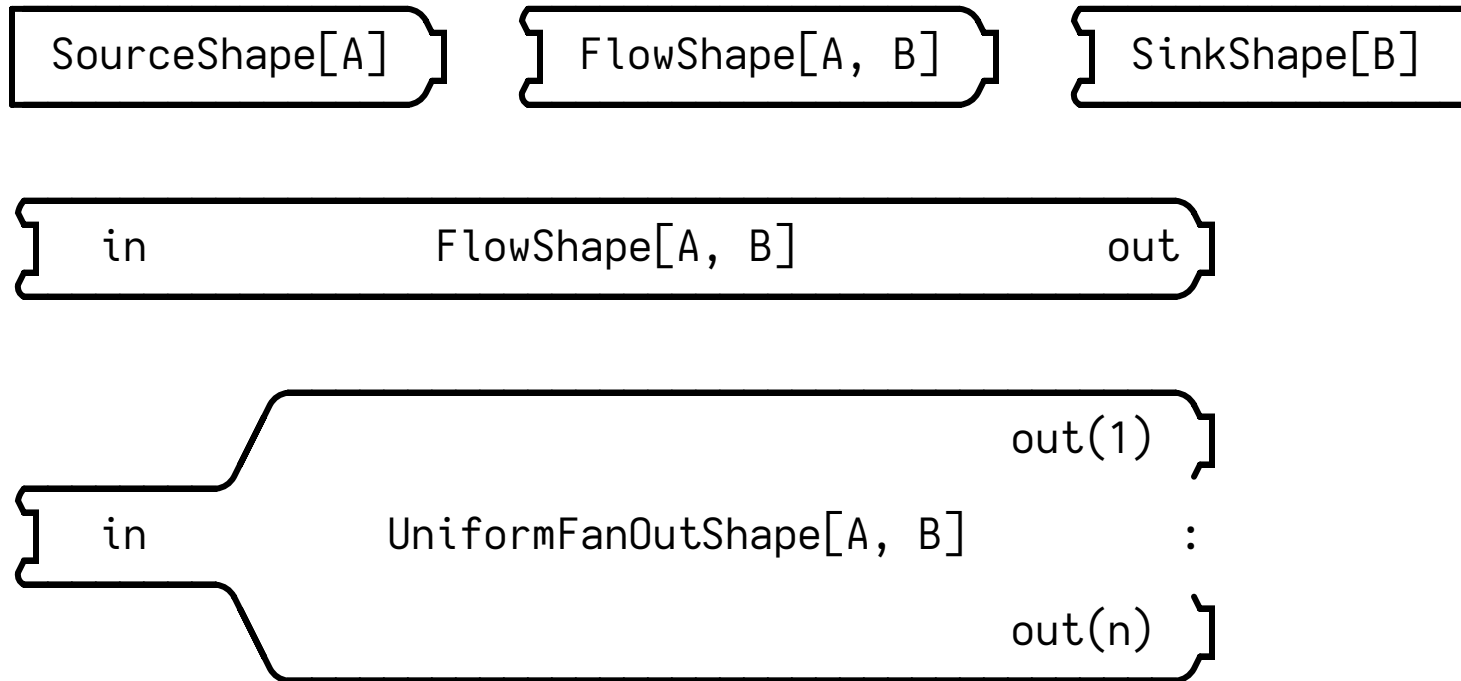 SourceShape[A] FlowShape[A, B] SinkShape[B]
in FlowShape[A, B] out
out(1)
in UniformFanOutShape[A, B] :
out(n)